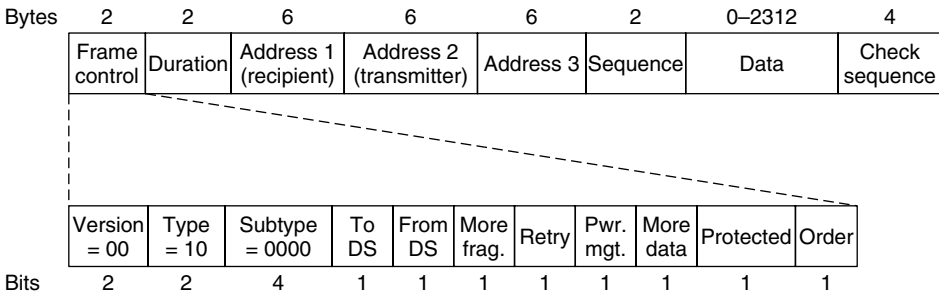 Bytes 2 2 6 6 6 2 0–2312 4
Frame control Duration Address 1 (recipient) Address 2 (transmitter) Address 3 Sequence Data Check sequence
Version = 00 Type = 10 Subtype = 0000 To DS From DS More frag. Retry Pwr. mgt. More data Protected Order
Bits 2 2 4 1 1 1 1 1 1 1 1